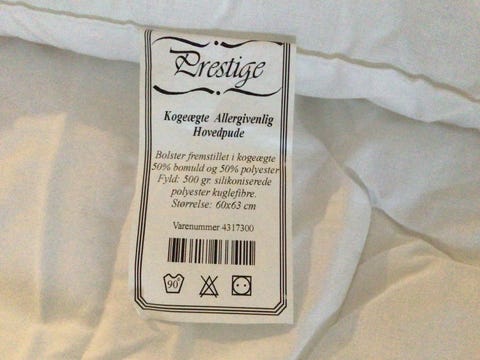 Prestige
Kogeægte Allergivenlig
Hovedpude
Bolster fremstillet i kogeægte
50% bomuld og 50% polyester
Fyld: 500 gr. silikoniserede
polyester kuglefibre.
Størrelse: 60x63 cm
Varenummer 4317300
90°